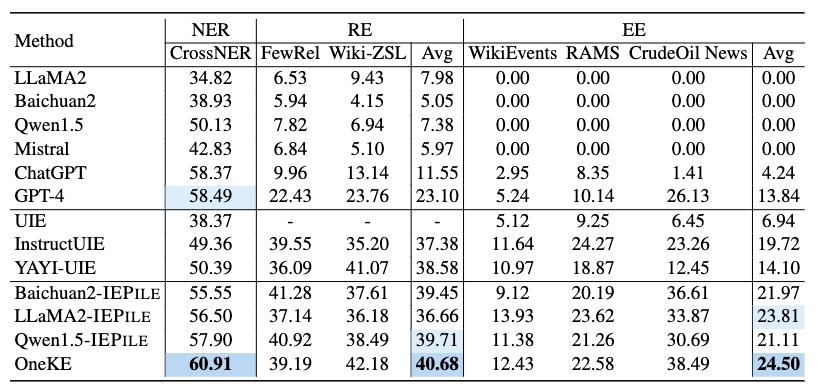 Method NER RE EE
CrossNER FewRel Wiki-ZSL Avg WikiEvents RAMS CrudeOil News Avg
LLaMA2 34.82 6.53 9.43 7.98 0.00 0.00 0.00 0.00
Baichuan2 38.93 5.94 4.15 5.05 0.00 0.00 0.00 0.00
Qwen1.5 50.13 7.82 6.94 7.38 0.00 0.00 0.00 0.00
Mistral 42.83 6.84 5.10 5.97 0.00 0.00 0.00 0.00
ChatGPT 58.37 9.96 13.14 11.55 2.95 8.35 1.41 4.24
GPT-4 58.49 22.43 23.76 23.10 5.24 10.14 26.13 13.84
UIE 38.37 - - - 5.12 9.25 6.45 6.94
InstructUIE 49.36 39.55 35.20 37.38 11.64 24.27 23.26 19.72
YAYI-UIE 50.39 36.09 41.07 38.58 10.97 18.87 12.45 14.10
Baichuan2-IEPILE 55.55 41.28 37.61 39.45 9.12 20.19 36.61 21.97
LLaMA2-IEPILE 56.50 37.14 36.18 36.66 13.93 23.62 33.87 23.81
Qwen1.5-IEPILE 57.90 40.92 38.49 39.71 11.38 21.26 30.69 21.11
OneKE 60.91 39.19 42.18 40.68 12.43 22.58 38.49 24.50